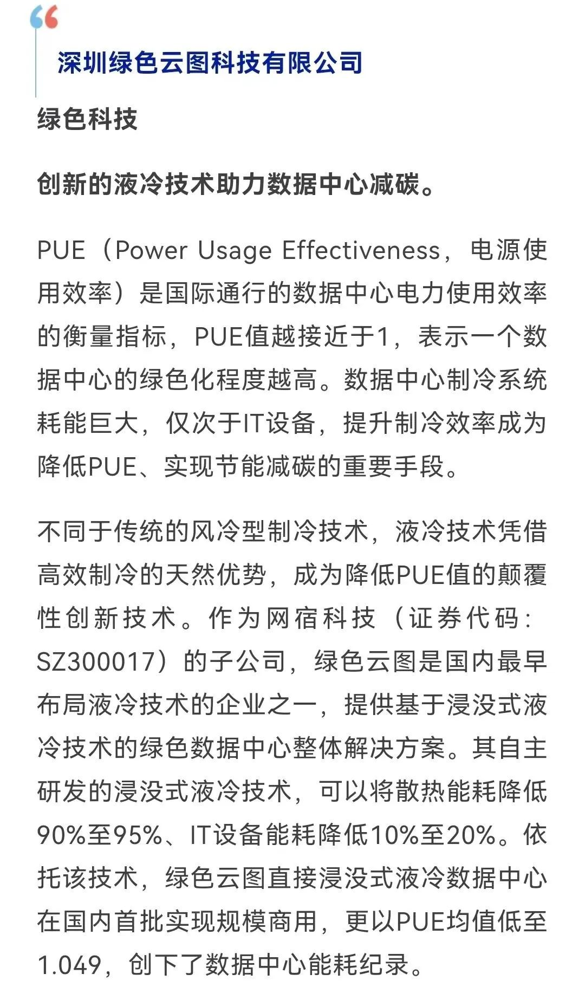 深圳绿色云图科技有限公司
绿色科技
创新的液冷技术助力数据中心减碳。
PUE（Power Usage Effectiveness，电源使
用效率）是国际通行的数据中心电力使用效率
的衡量指标，PUE值越接近于1，表示一个数
据中心的绿色化程度越高。数据中心制冷系统
耗能巨大，仅次于IT设备，提升制冷效率成为
降低PUE、实现节能减碳的重要手段。
不同于传统的风冷型制冷技术，液冷技术凭借
高效制冷的天然优势，成为降低PUE值的颠覆
性创新技术。作为网宿科技（证券代码：
SZ300017）的子公司，绿色云图是国内最早
布局液冷技术的企业之一，提供基于浸没式液
冷技术的绿色数据中心整体解决方案。其自主
研发的浸没式液冷技术，可以将散热能耗降低
90%至95%、IT设备能耗降低10%至20%。依
托该技术，绿色云图直接浸没式液冷数据中心
在国内首批实现规模商用，更以PUE均值低至
1.049，创下了数据中心能耗纪录。